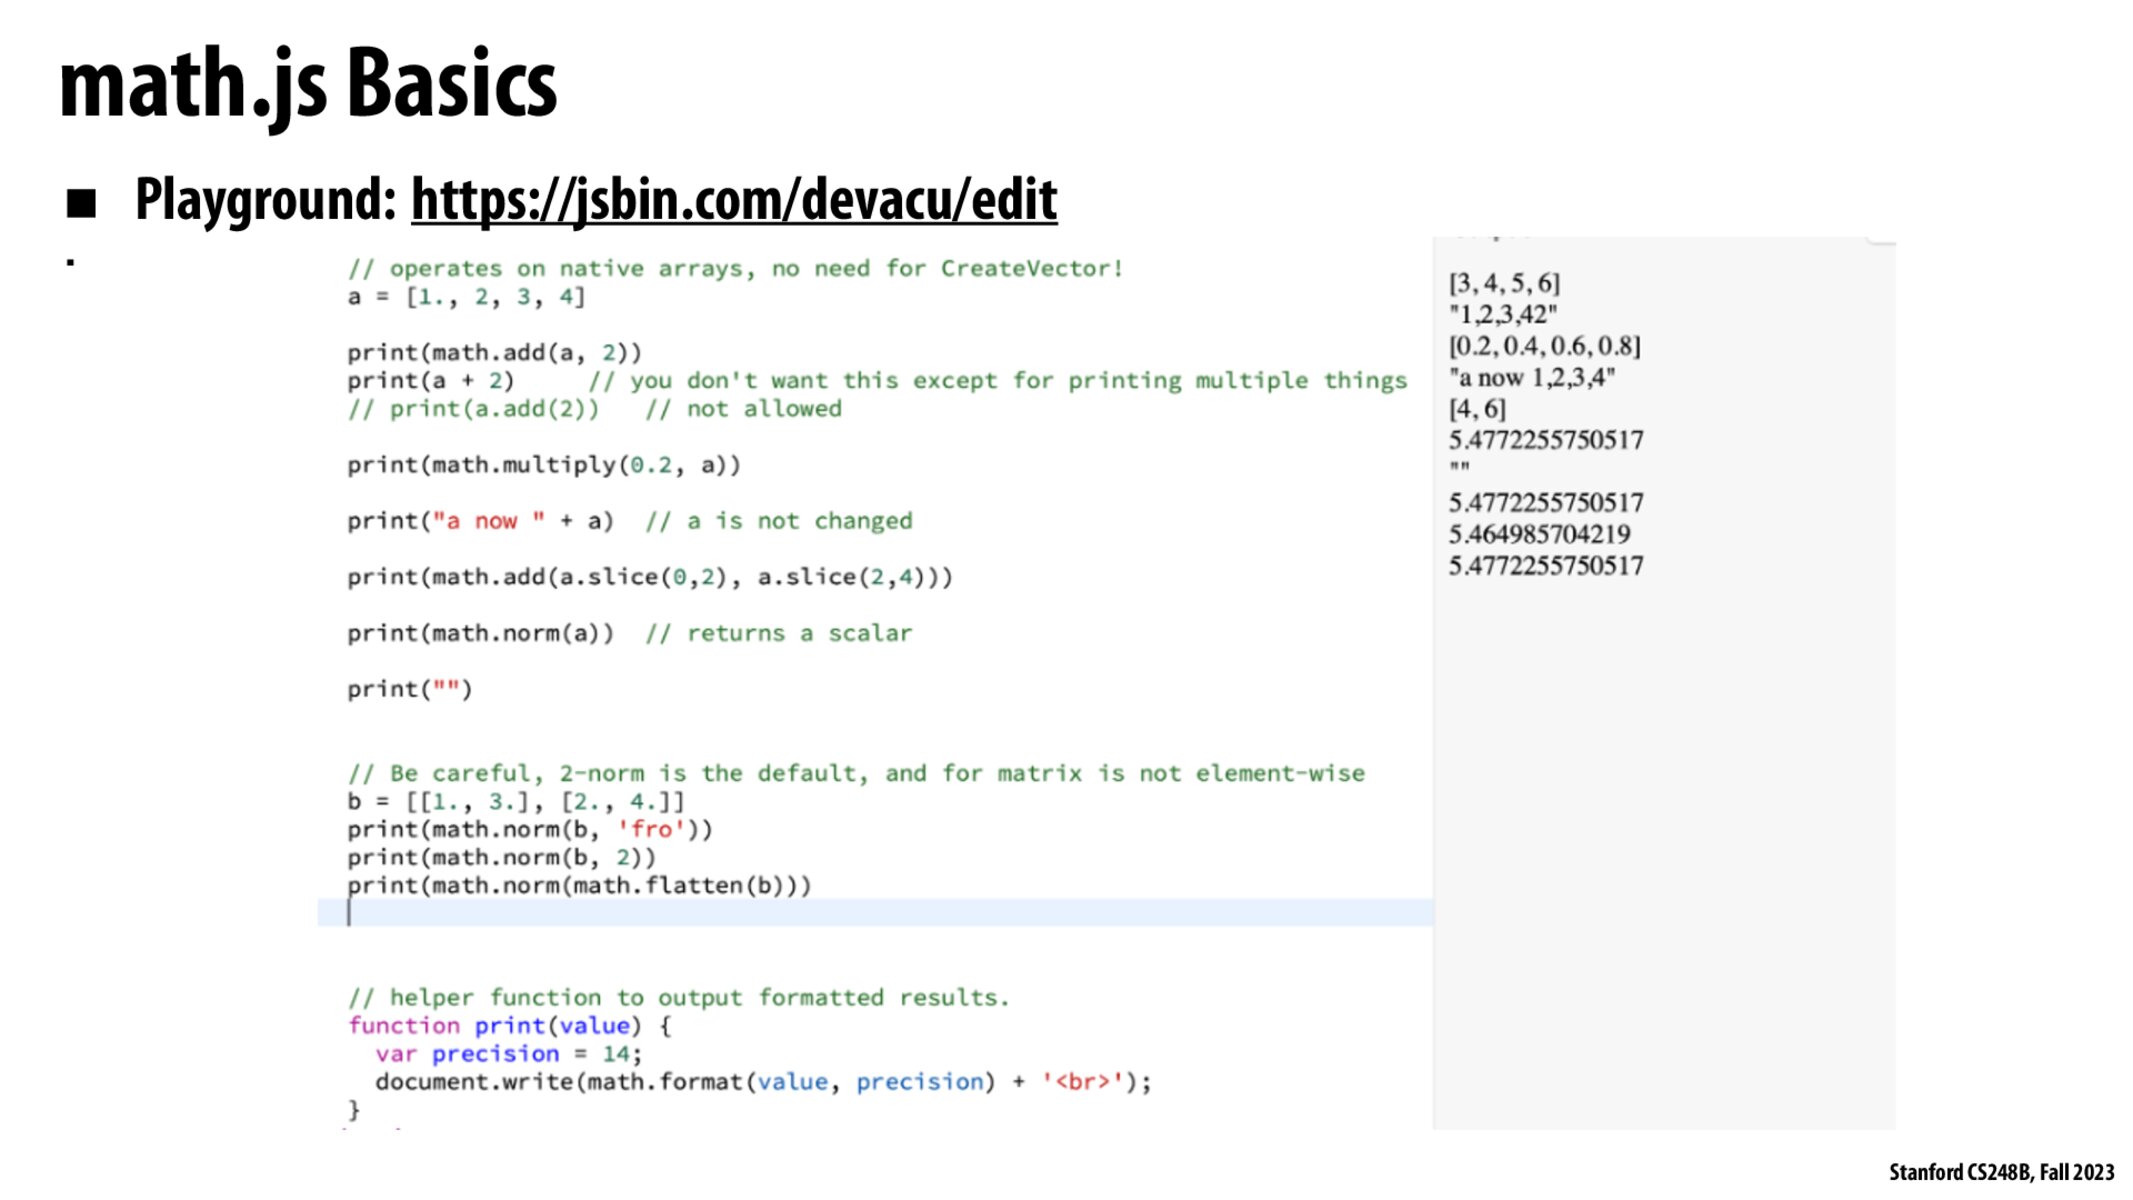 math.js Basics
■ Playground: https://jsbin.com/devacu/edit
// operates on native arrays, no need for CreateVector!
a = [1., 2, 3, 4]
print(math.add(a, 2))
print(a + 2) // you don't want this except for printing multiple things
// print(a.add(2)) // not allowed
print(math.multiply(0.2, a))
print("a now " + a) // a is not changed
print(math.add(a.slice(0,2), a.slice(2,4)))
print(math.norm(a)) // returns a scalar
print("")
// Be careful, 2-norm is the default, and for matrix is not element-wise
b = [[1., 3.], [2., 4.]]
print(math.norm(b, 'fro'))
print(math.norm(b, 2))
print(math.norm(math.flatten(b)))
// helper function to output formatted results.
function print(value) {
var precision = 14;
document.write(math.format(value, precision) + '<br>');
}
[3, 4, 5, 6]
"1,2,3,42"
[0.2, 0.4, 0.6, 0.8]
"a now 1,2,3,4"
[4, 6]
5.4772255750517
""
5.4772255750517
5.464985704219
5.4772255750517
Stanford CS248B, Fall 2023